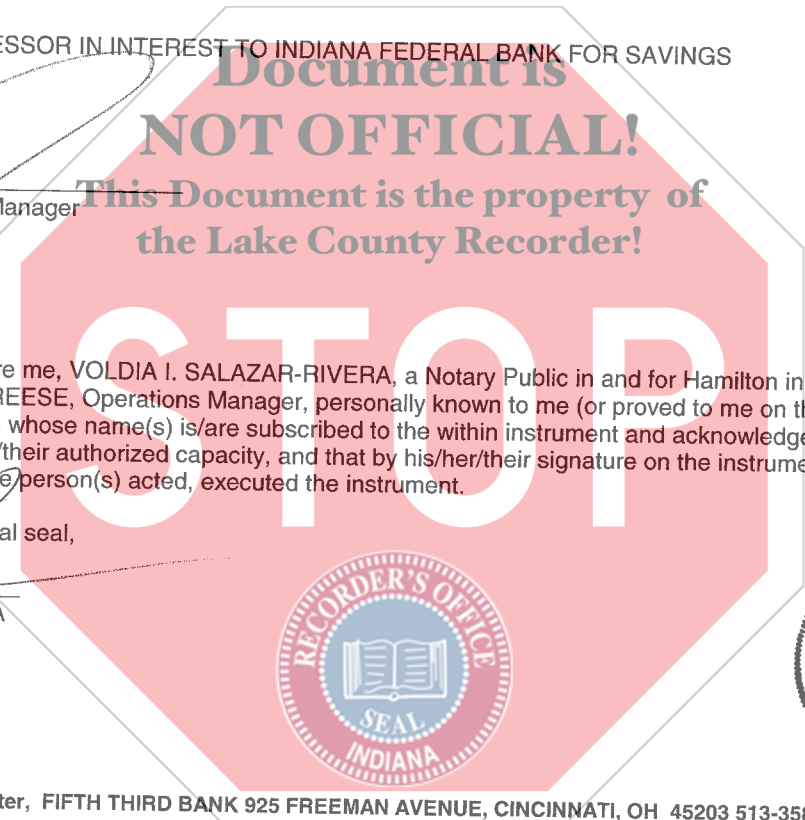 ESSOR IN INTEREST TO INDIANA FEDERAL BANK FOR SAVINGS
Document is
NOT OFFICIAL!
This Document is the property of
the Lake County Recorder!
Manager
STOP
re me, VOLDIA I. SALAZAR-RIVERA, a Notary Public in and for Hamilton in
REESE, Operations Manager, personally known to me (or proved to me on th
whose name(s) is/are subscribed to the within instrument and acknowledge
/their authorized capacity, and that by his/her/their signature on the instrume
e person(s) acted, executed the instrument.
al seal,
A
RECORDER'S OFFICE
SEAL
INDIANA
ter, FIFTH THIRD BANK 925 FREEMAN AVENUE, CINCINNATI, OH 45203 513-358